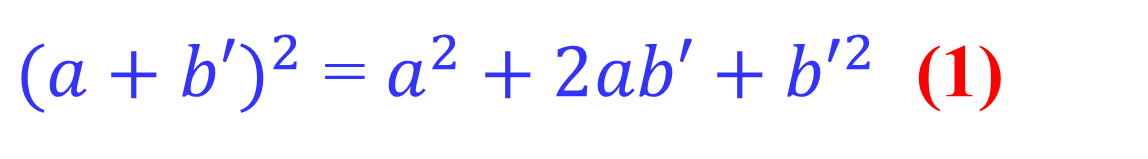 (a + b′)² = a² + 2ab′ + b′² (1)